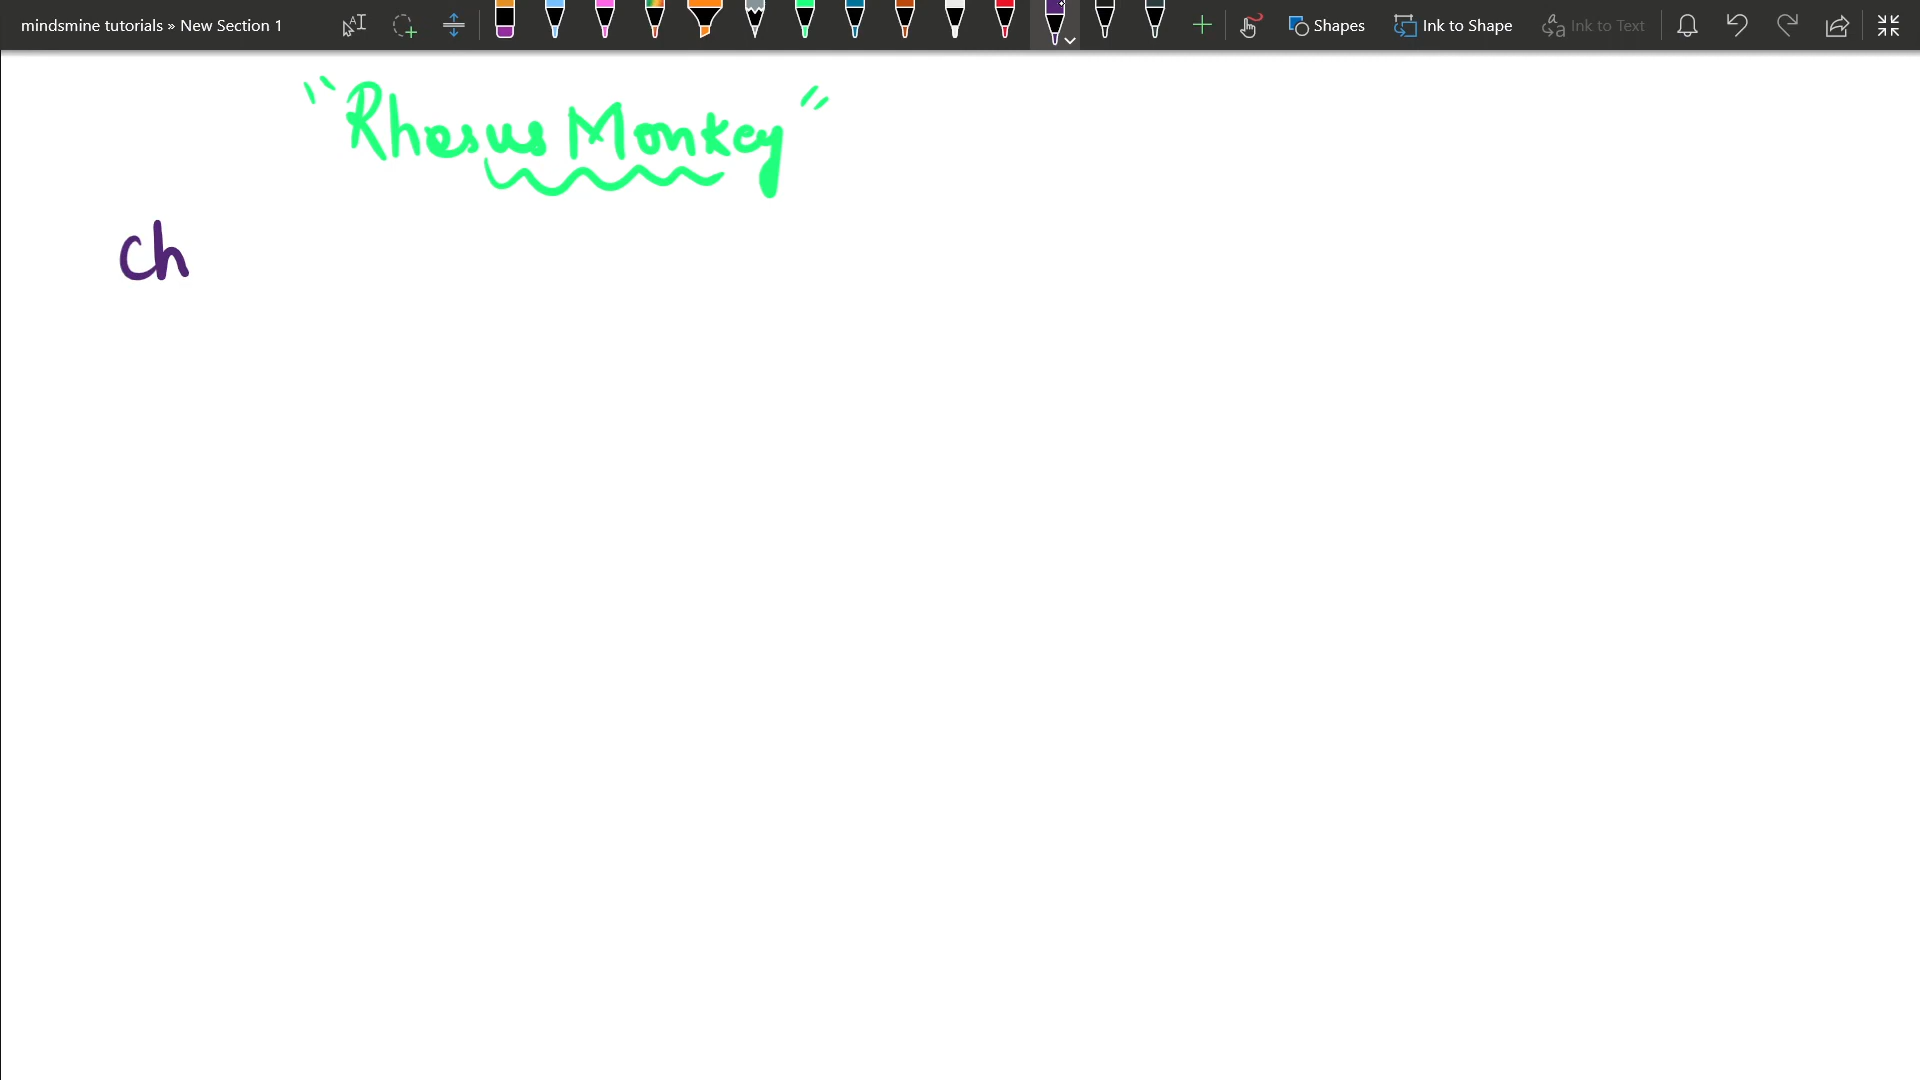 mindsmine tutorials » New Section 1 Shapes Ink to Shape Ink to Text
"Rhesus Monkey"
Ch